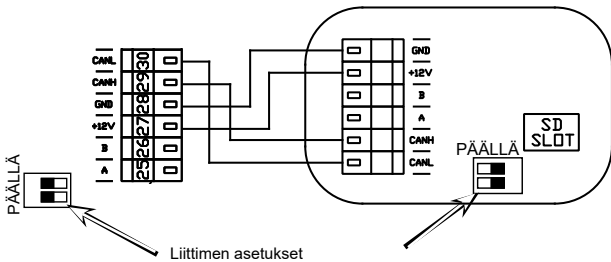 CANL 30
CANH 29
GND 28
+12V 27
B 26
A 25
GND
+12V
B
A
CANH
CANL
SD
SLOT
PÄÄLLÄ
PÄÄLLÄ
Liittimen asetukset